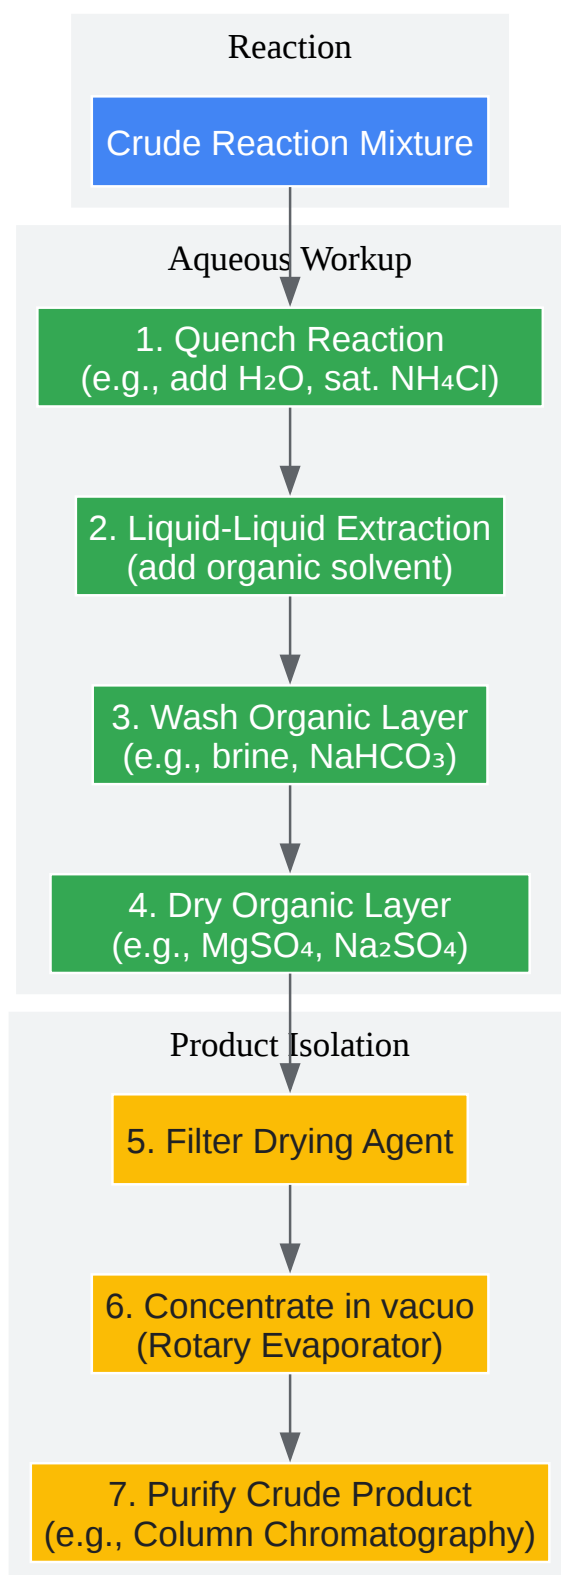 Reaction
Crude Reaction Mixture
Aqueous Workup
1. Quench Reaction
(e.g., add H₂O, sat. NH₄Cl)
2. Liquid-Liquid Extraction
(add organic solvent)
3. Wash Organic Layer
(e.g., brine, NaHCO₃)
4. Dry Organic Layer
(e.g., MgSO₄, Na₂SO₄)
Product Isolation
5. Filter Drying Agent
6. Concentrate in vacuo
(Rotary Evaporator)
7. Purify Crude Product
(e.g., Column Chromatography)